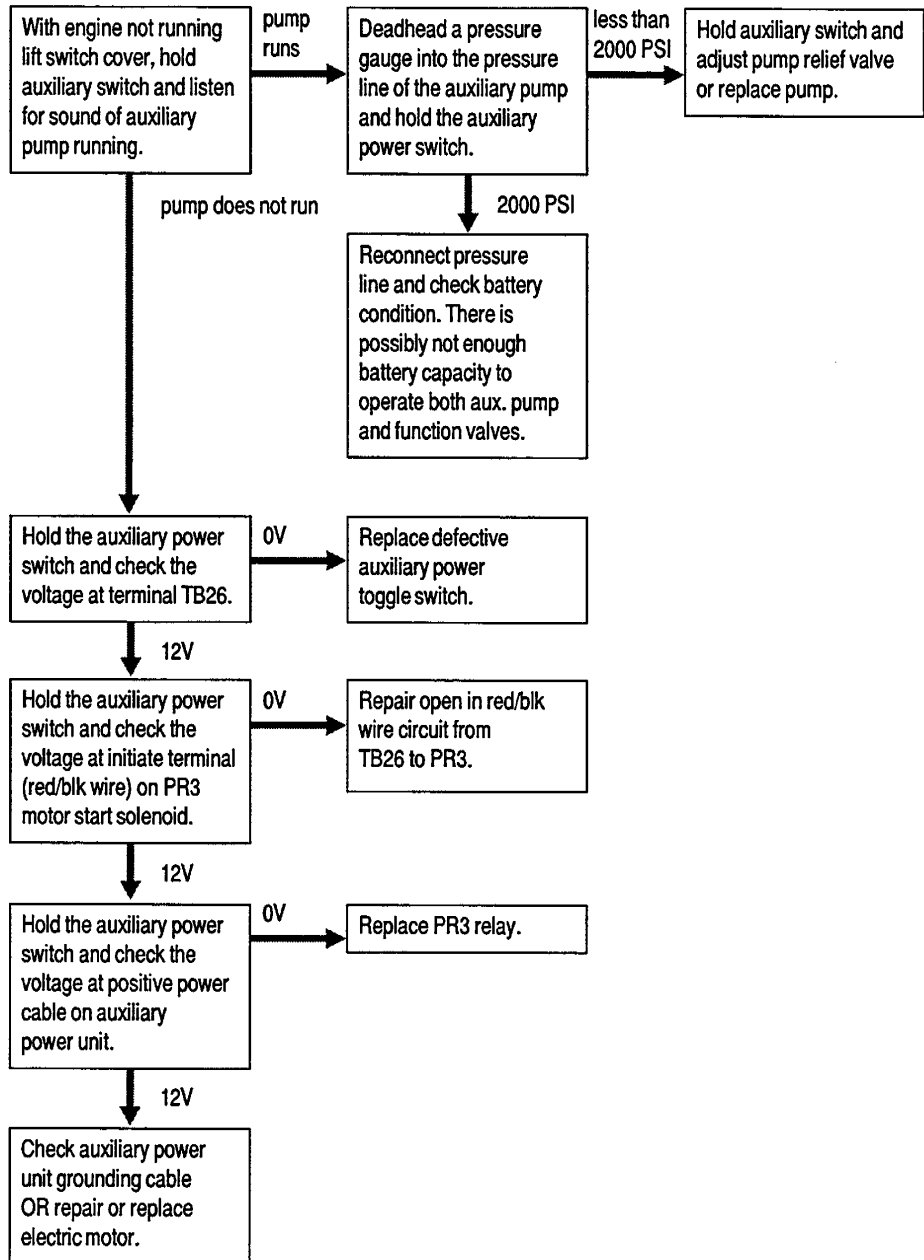 With engine not running
lift switch cover, hold
auxiliary switch and listen
for sound of auxiliary
pump running.
pump
runs
Deadhead a pressure
gauge into the pressure
line of the auxiliary pump
and hold the auxiliary
power switch.
less than
2000 PSI
Hold auxiliary switch and
adjust pump relief valve
or replace pump.
pump does not run
2000 PSI
Reconnect pressure
line and check battery
condition. There is
possibly not enough
battery capacity to
operate both aux. pump
and function valves.
Hold the auxiliary power
switch and check the
voltage at terminal TB26.
0V
Replace defective
auxiliary power
toggle switch.
12V
Hold the auxiliary power
switch and check the
voltage at initiate terminal
(red/blk wire) on PR3
motor start solenoid.
0V
Repair open in red/blk
wire circuit from
TB26 to PR3.
12V
Hold the auxiliary power
switch and check the
voltage at positive power
cable on auxiliary
power unit.
0V
Replace PR3 relay.
12V
Check auxiliary power
unit grounding cable
OR repair or replace
electric motor.